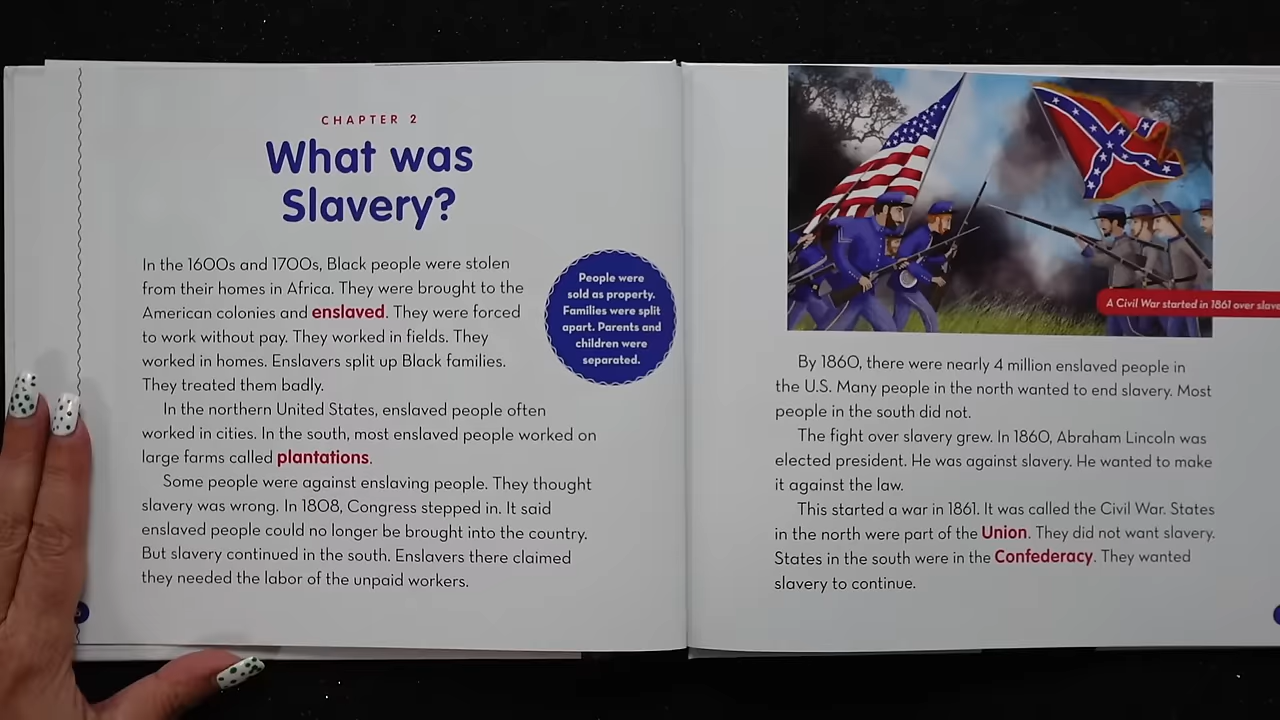 CHAPTER 2
What was
Slavery?
In the 1600s and 1700s, Black people were stolen
from their homes in Africa. They were brought to the
American colonies and enslaved. They were forced
to work without pay. They worked in fields. They
worked in homes. Enslavers split up Black families.
They treated them badly.
In the northern United States, enslaved people often
worked in cities. In the south, most enslaved people worked on
large farms called plantations.
Some people were against enslaving people. They thought
slavery was wrong. In 1808, Congress stepped in. It said
enslaved people could no longer be brought into the country.
But slavery continued in the south. Enslavers there claimed
they needed the labor of the unpaid workers.
People were
sold as property.
Families were split
apart. Parents and
children were
separated.
A Civil War started in 1861 over slave
By 1860, there were nearly 4 million enslaved people in
the U.S. Many people in the north wanted to end slavery. Most
people in the south did not.
The fight over slavery grew. In 1860, Abraham Lincoln was
elected president. He was against slavery. He wanted to make
it against the law.
This started a war in 1861. It was called the Civil War. States
in the north were part of the Union. They did not want slavery.
States in the south were in the Confederacy. They wanted
slavery to continue.